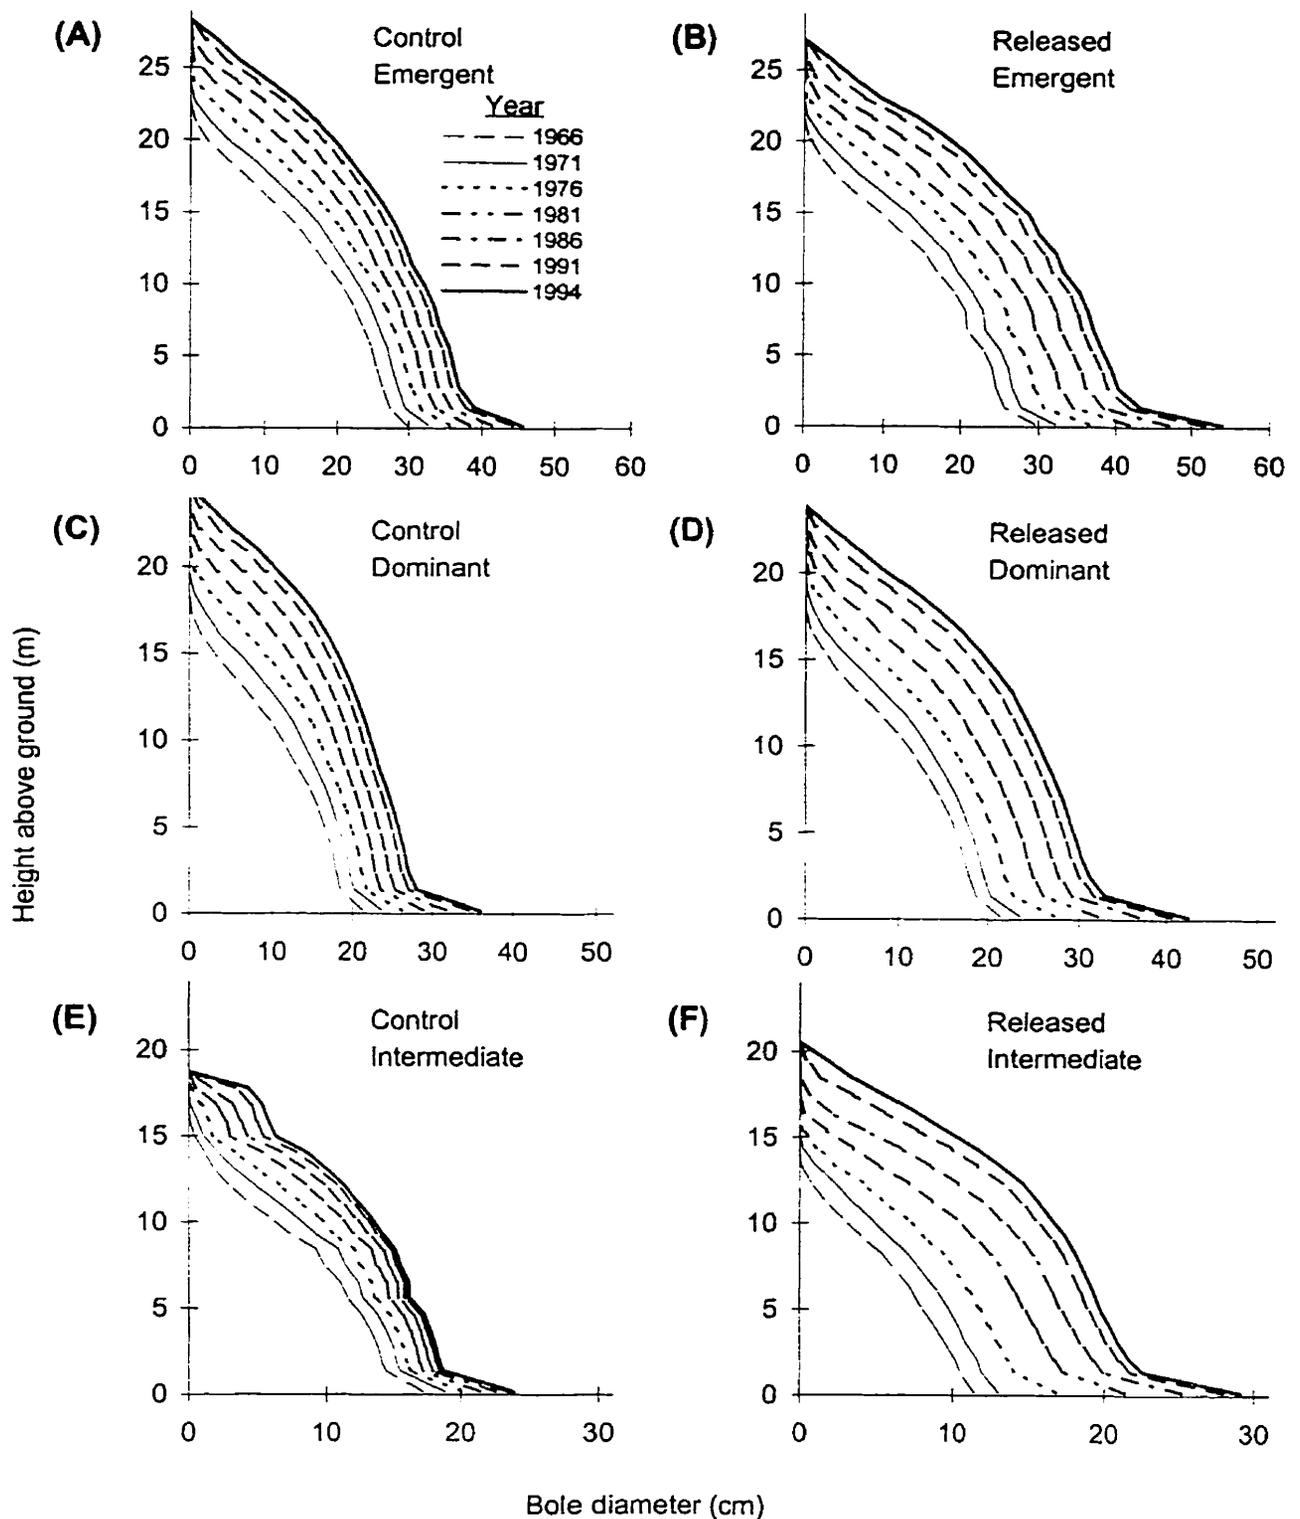 (A)
Control
Emergent
Year
1966
1971
1976
1981
1986
1991
1994
25
20
15
10
5
0
0 10 20 30 40 50 60
(B)
Released
Emergent
25
20
15
10
5
0
0 10 20 30 40 50 60
(C)
Control
Dominant
20
15
10
5
0
0 10 20 30 40 50
(D)
Released
Dominant
20
15
10
5
0
0 10 20 30 40 50
(E)
Control
Intermediate
20
15
10
5
0
0 10 20 30
(F)
Released
Intermediate
20
15
10
5
0
0 10 20 30
Height above ground (m)
Bole diameter (cm)